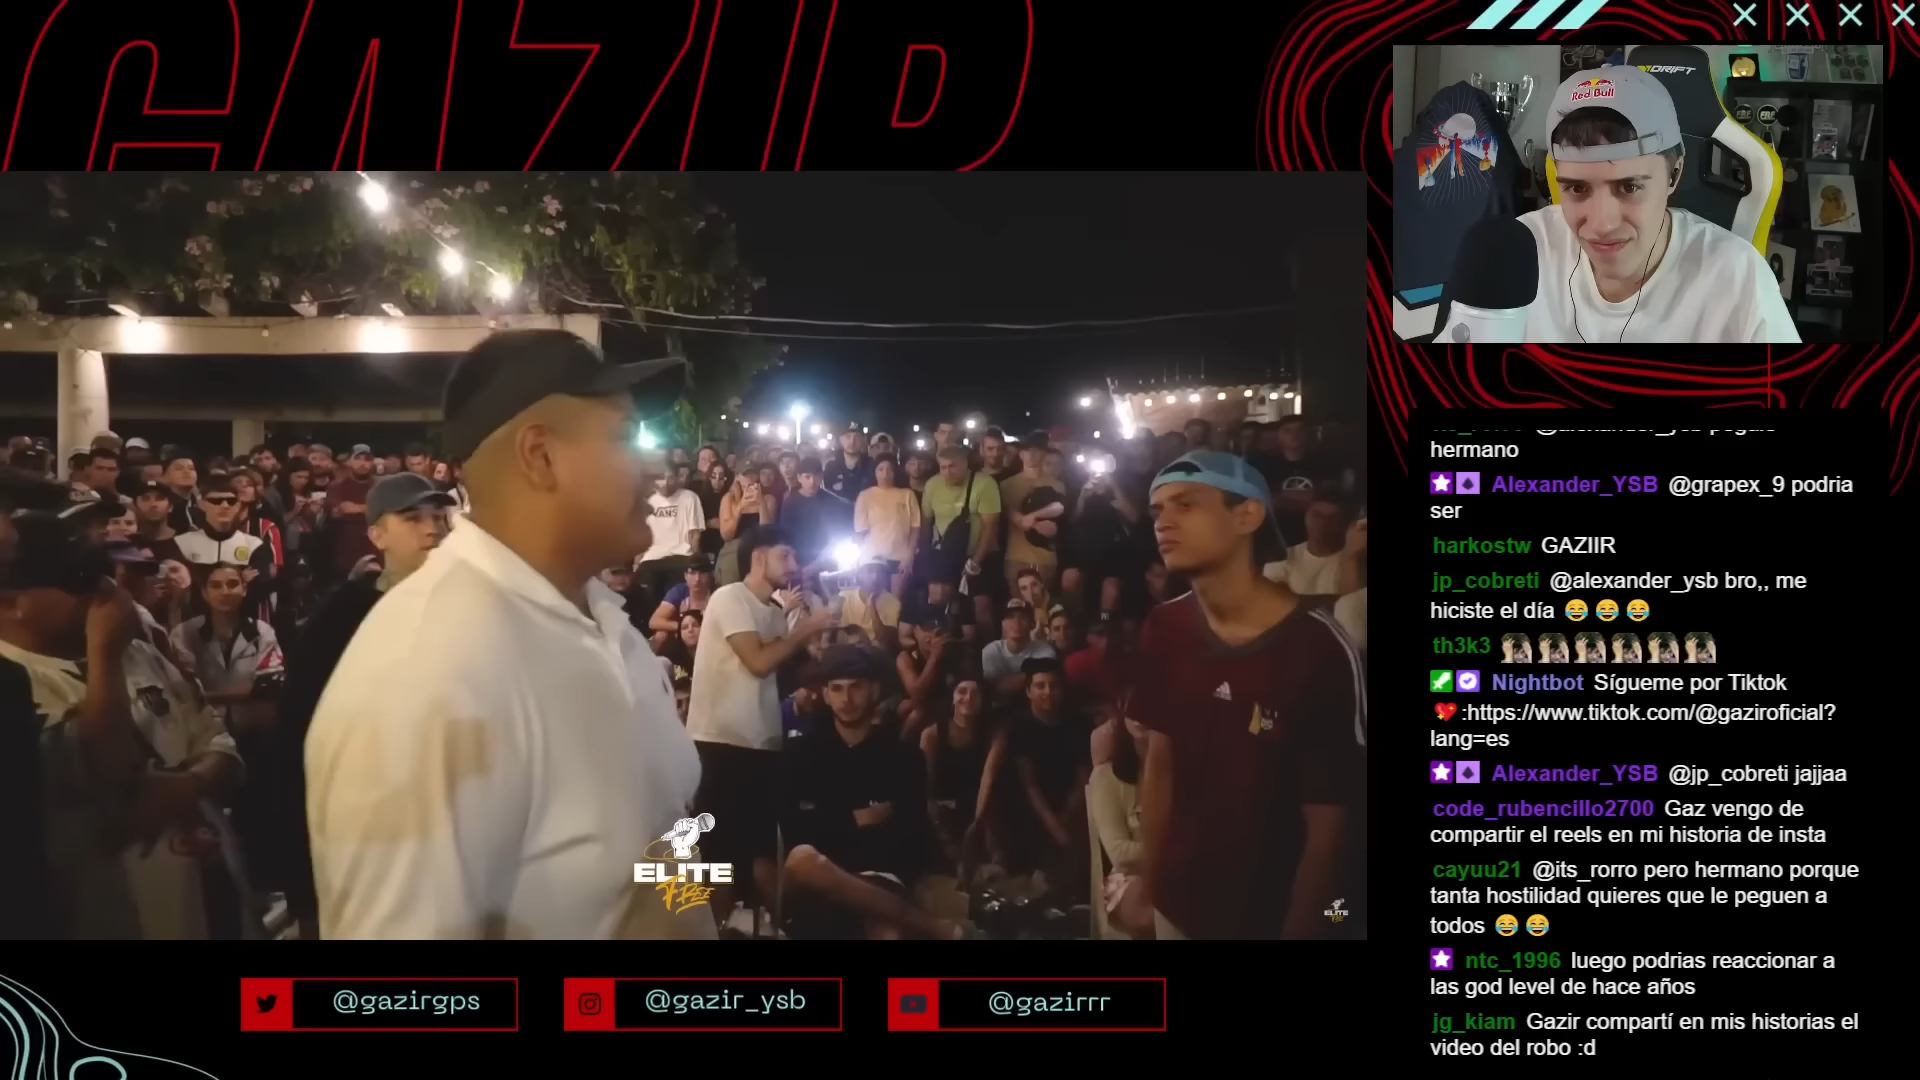 GAZIR
DRIFT
Red Bull
VANS
ELITE
FREE
@gazirgps
@gazir_ysb
@gazirrr
hermano
Alexander_YSB @grapex_9 podria
ser
harkostw GAZIIR
jp_cobreti @alexander_ysb bro,, me
hiciste el día 😂 😂 😂
th3k3
Nightbot Sígueme por Tiktok
💖:https://www.tiktok.com/@gaziroficial?
lang=es
Alexander_YSB @jp_cobreti jajjaa
code_rubencillo2700 Gaz vengo de
compartir el reels en mi historia de insta
cayuu21 @its_rorro pero hermano porque
tanta hostilidad quieres que le peguen a
todos 😂 😂
ntc_1996 luego podrias reaccionar a
las god level de hace años
jg_kiam Gazir compartí en mis historias el
video del robo :d